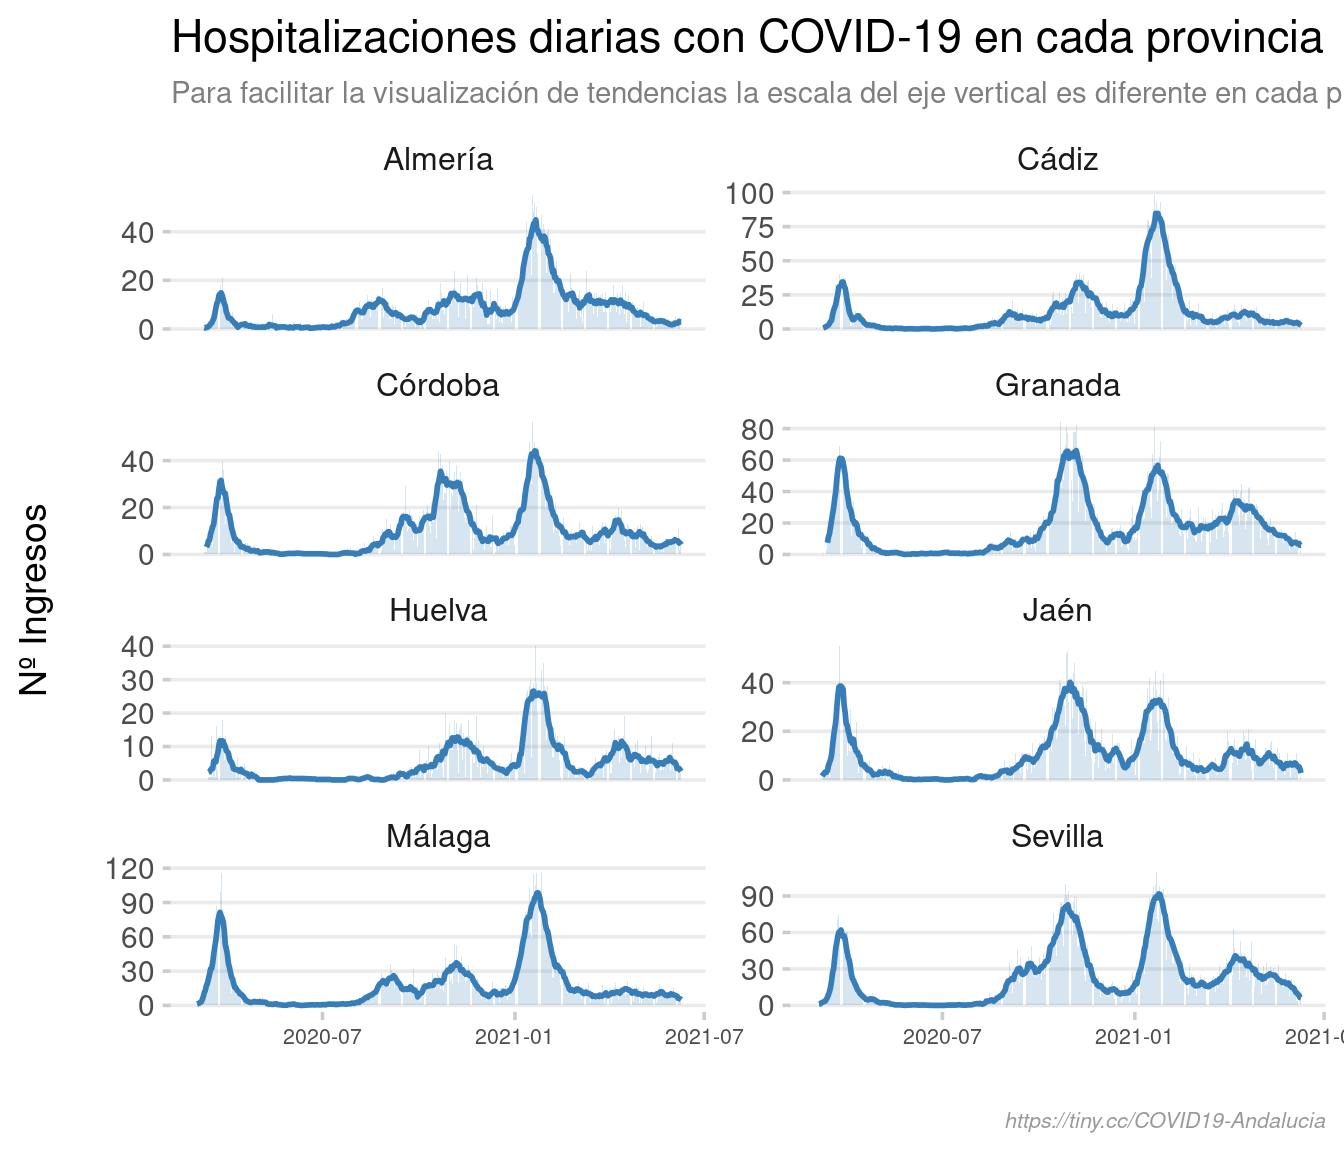 Hospitalizaciones diarias con COVID-19 en cada provincia
Para facilitar la visualización de tendencias la escala del eje vertical es diferente en cada p
Nº Ingresos
Almería
40
20
0
Cádiz
100
75
50
25
0
Córdoba
40
20
0
Granada
80
60
40
20
0
Huelva
40
30
20
10
0
Jaén
40
20
0
Málaga
120
90
60
30
0
2020-07 2021-01 2021-07
Sevilla
90
60
30
0
2020-07 2021-01 2021-0
https://tiny.cc/COVID19-Andalucia